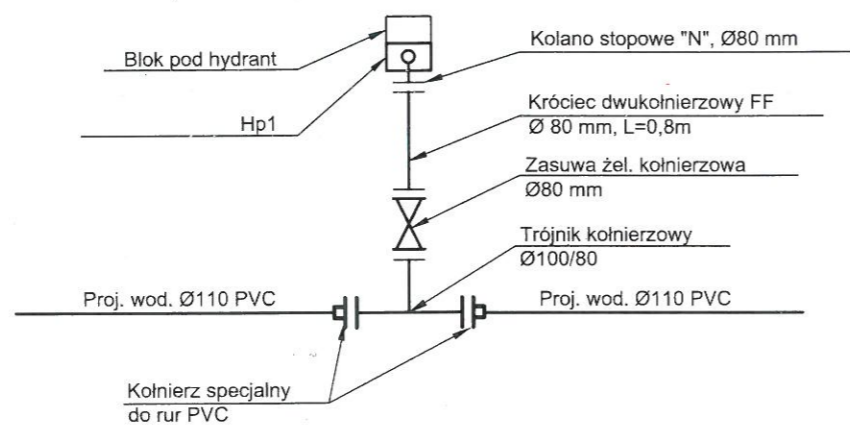 Blok pod hydrant
Hp1
Kolano stopowe "N", Ø80 mm
Króciec dwukołnierzowy FF
Ø 80 mm, L=0,8m
Zasuwa żel. kołnierzowa
Ø80 mm
Trójnik kołnierzowy
Ø100/80
Proj. wod. Ø110 PVC
Proj. wod. Ø110 PVC
Kołnierz specjalny
do rur PVC